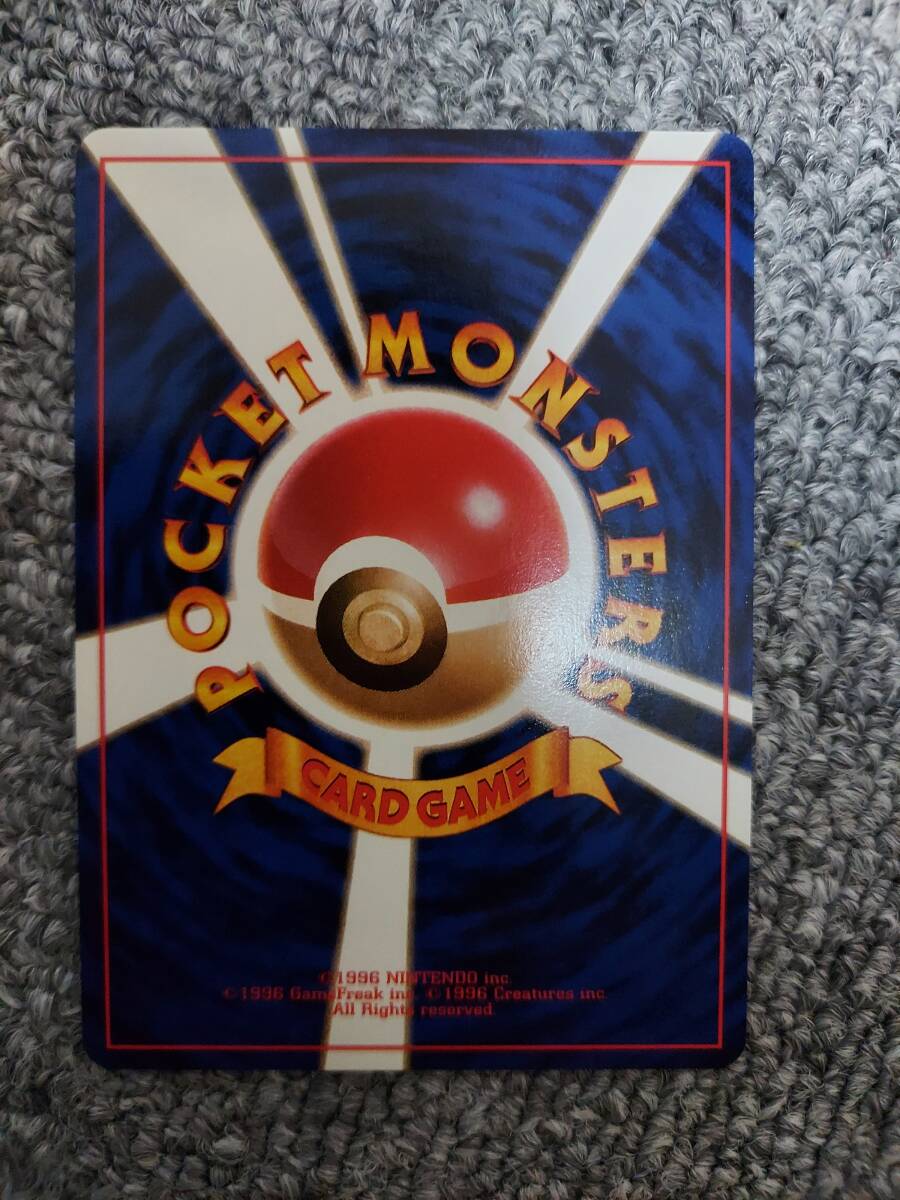 POCKET MONSTERS
CARD GAME
©1996 NINTENDO inc.
©1996 GameFreak inc. ©1996 Creatures inc.
All Rights reserved.